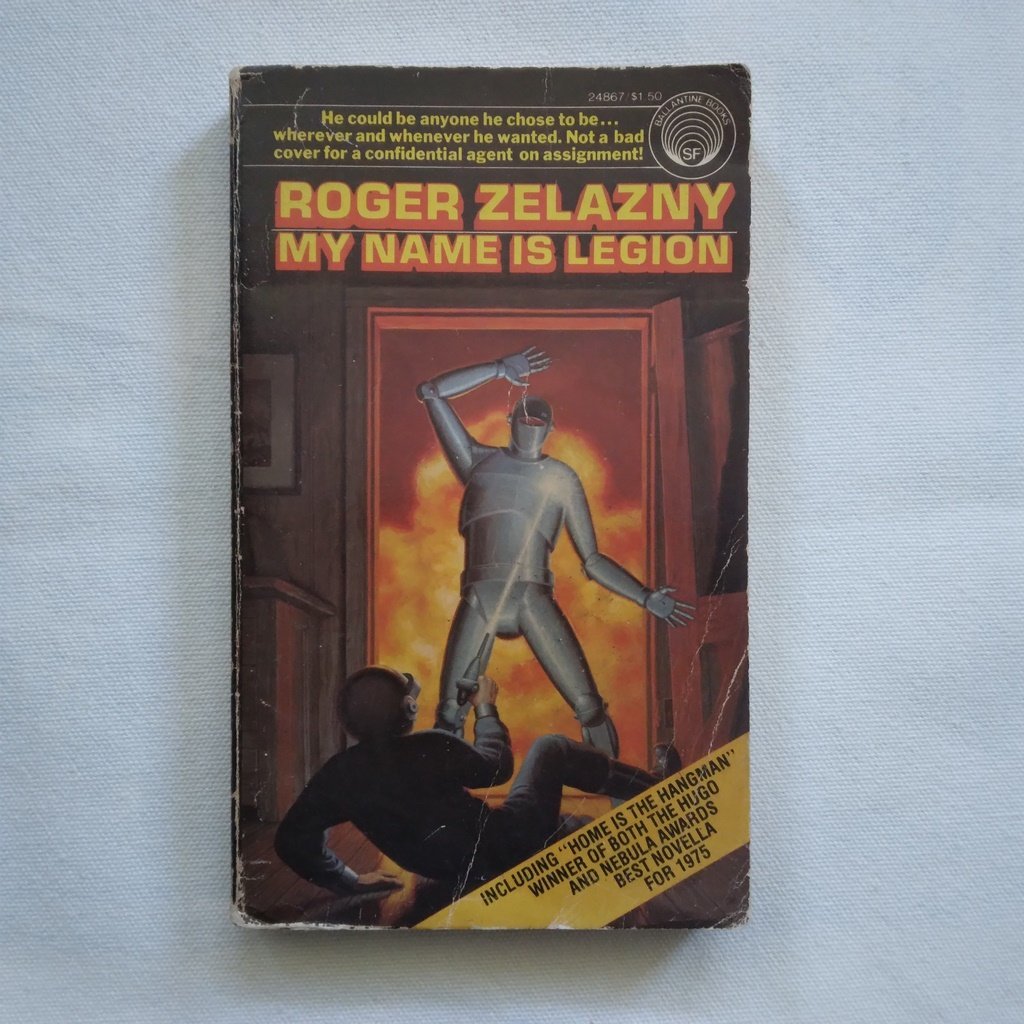 24867/$1.50
He could be anyone he chose to be...
wherever and whenever he wanted. Not a bad
cover for a confidential agent on assignment!
BALLANTINE BOOKS
SF
ROGER ZELAZNY
MY NAME IS LEGION
INCLUDING "HOME IS THE HANGMAN"
WINNER OF BOTH THE HUGO
AND NEBULA AWARDS
BEST NOVELLA
FOR 1975